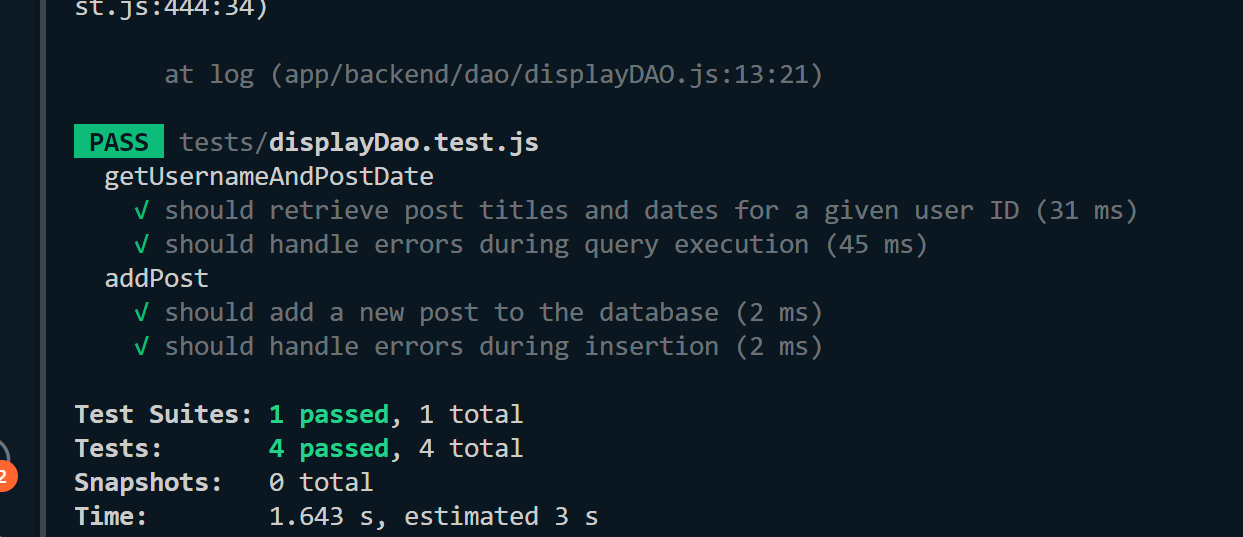 st.js:444:34)
at log (app/backend/dao/displayDAO.js:13:21)
PASS tests/displayDao.test.js
getUsernameAndPostDate
√ should retrieve post titles and dates for a given user ID (31 ms)
√ should handle errors during query execution (45 ms)
addPost
√ should add a new post to the database (2 ms)
√ should handle errors during insertion (2 ms)
Test Suites: 1 passed, 1 total
Tests: 4 passed, 4 total
Snapshots: 0 total
2
Time: 1.643 s, estimated 3 s